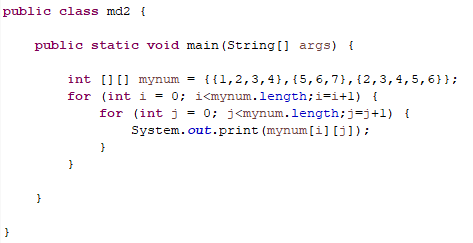 public class md2 {
public static void main(String[] args) {
int [][] mynum = {{1,2,3,4},{5,6,7},{2,3,4,5,6}};
for (int i = 0; i<mynum.length;i=i+1) {
for (int j = 0; j<mynum.length;j=j+1) {
System.out.print(mynum[i][j]);
}
}
}
}